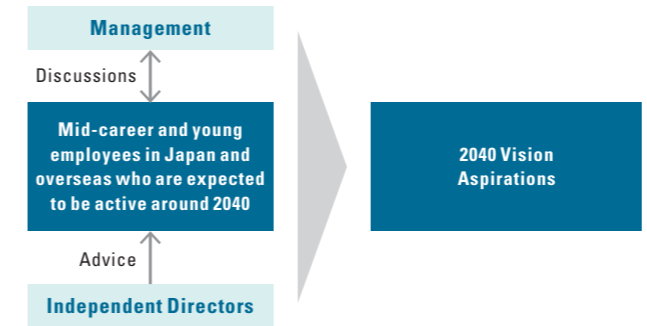 Management
Discussions
Mid-career and young
employees in Japan and
overseas who are expected
to be active around 2040
Advice
Independent Directors
2040 Vision
Aspirations